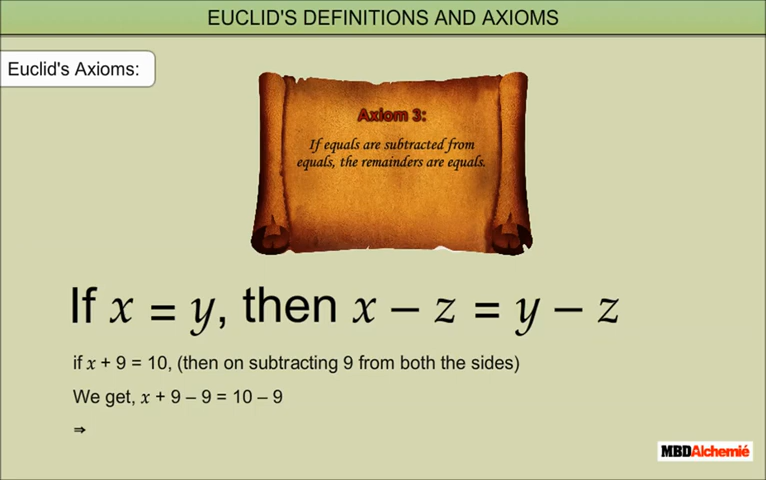 EUCLID'S DEFINITIONS AND AXIOMS
Euclid's Axioms:
Axiom 3:
If equals are subtracted from
equals, the remainders are equals.
If x = y, then x – z = y – z
if x + 9 = 10, (then on subtracting 9 from both the sides)
We get, x + 9 – 9 = 10 – 9
⇒
MBDAlchemié